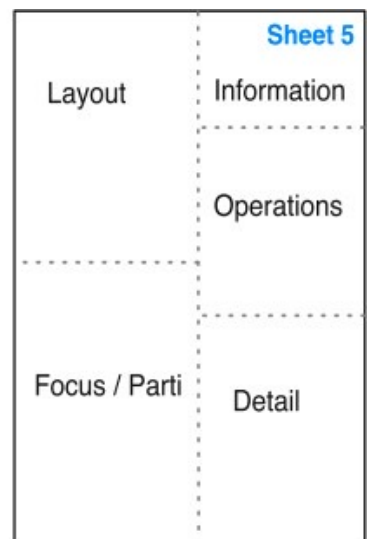 Sheet 5
Layout
Information
Operations
Focus / Parti
Detail